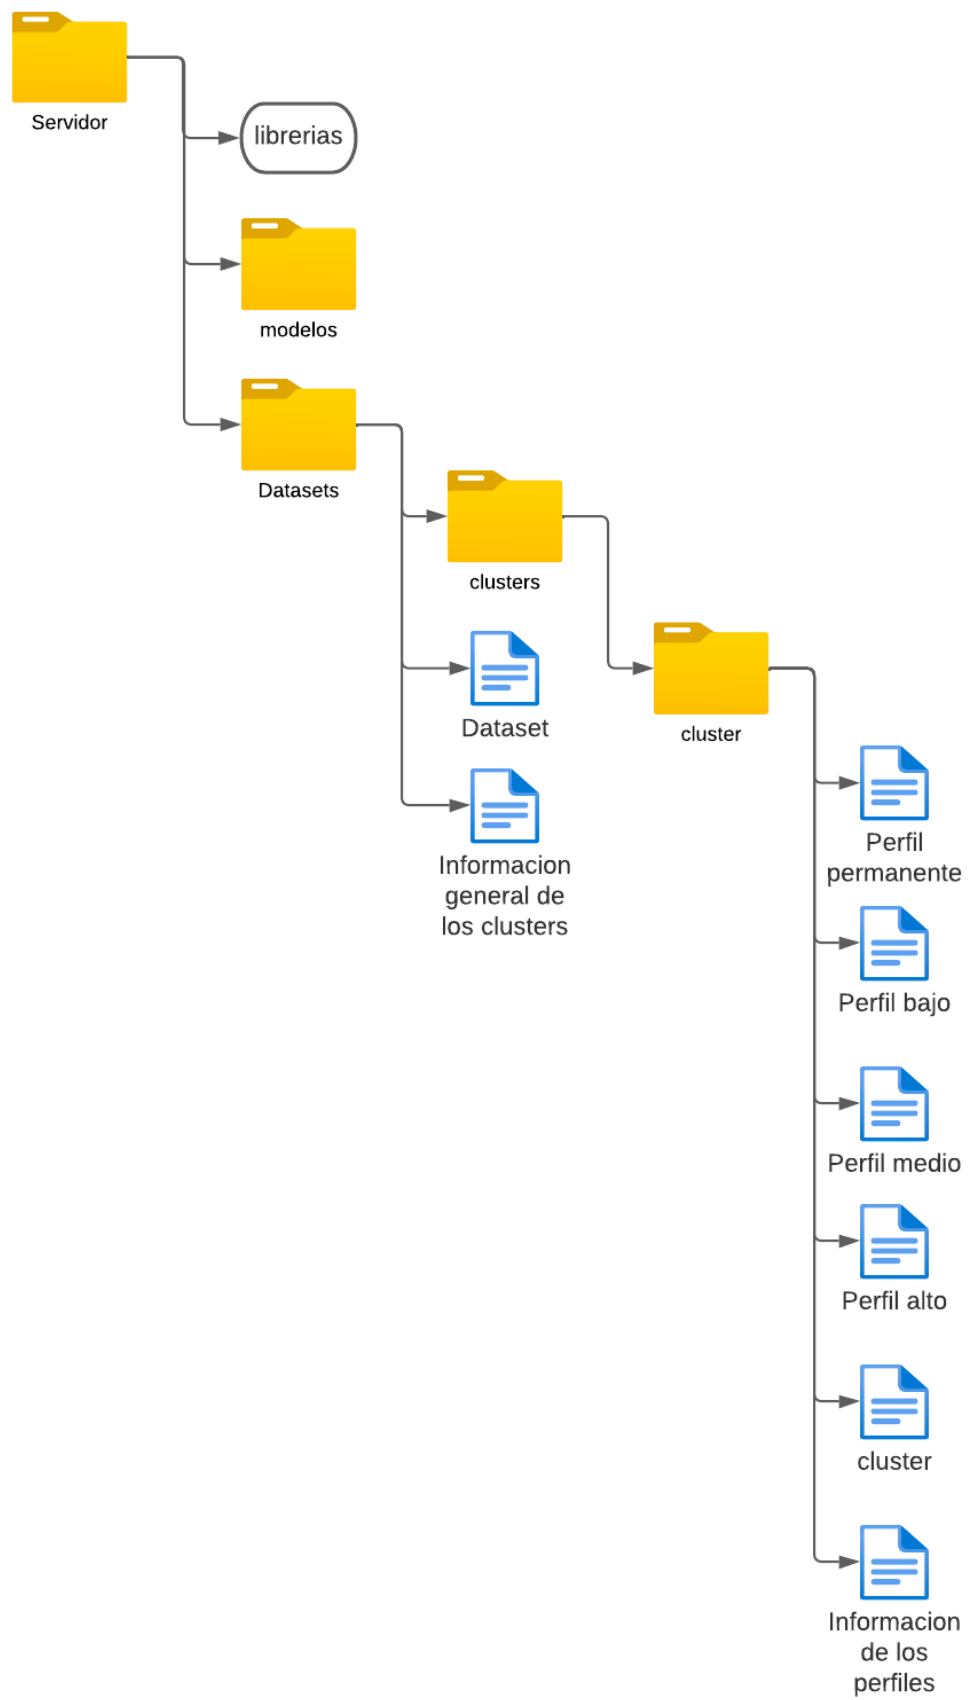 Servidor
librerias
modelos
Datasets
clusters
Dataset
Informacion
general de
los clusters
cluster
Perfil
permanente
Perfil bajo
Perfil medio
Perfil alto
cluster
Informacion
de los
perfiles